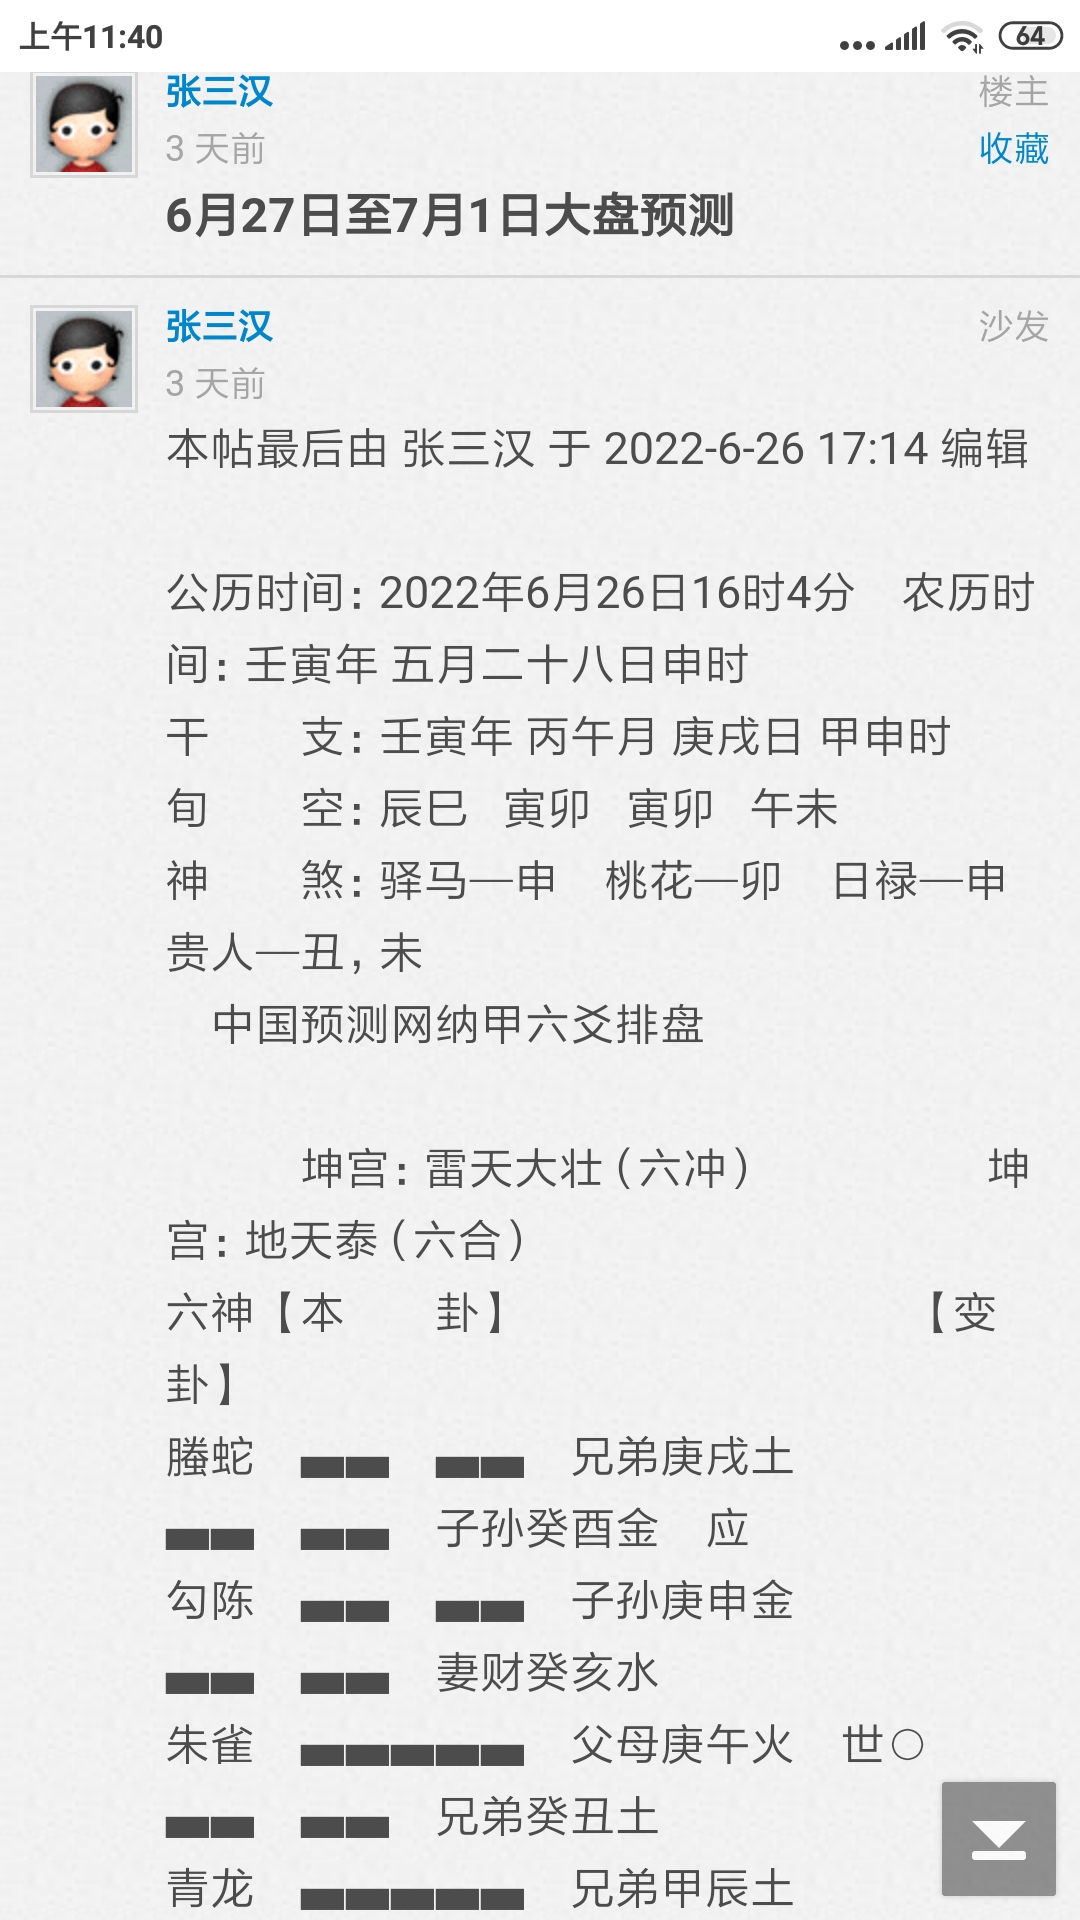 上午11:40
64
张三汉 楼主
3 天前 收藏
6月27日至7月1日大盘预测
张三汉 沙发
3 天前
本帖最后由 张三汉 于 2022-6-26 17:14 编辑
公历时间: 2022年6月26日16时4分 农历时
间: 壬寅年 五月二十八日申时
干 支: 壬寅年 丙午月 庚戌日 甲申时
旬 空: 辰巳 寅卯 寅卯 午未
神 煞: 驿马—申 桃花—卯 日禄—申
贵人—丑, 未
中国预测网纳甲六爻排盘
坤宫: 雷天大壮 (六冲) 坤
宫: 地天泰 (六合)
六神【本 卦】 【变
卦】
螣蛇 兄弟庚戌土
子孙癸酉金 应
勾陈 子孙庚申金
妻财癸亥水
朱雀 父母庚午火 世○
兄弟癸丑土
青龙 兄弟甲辰土